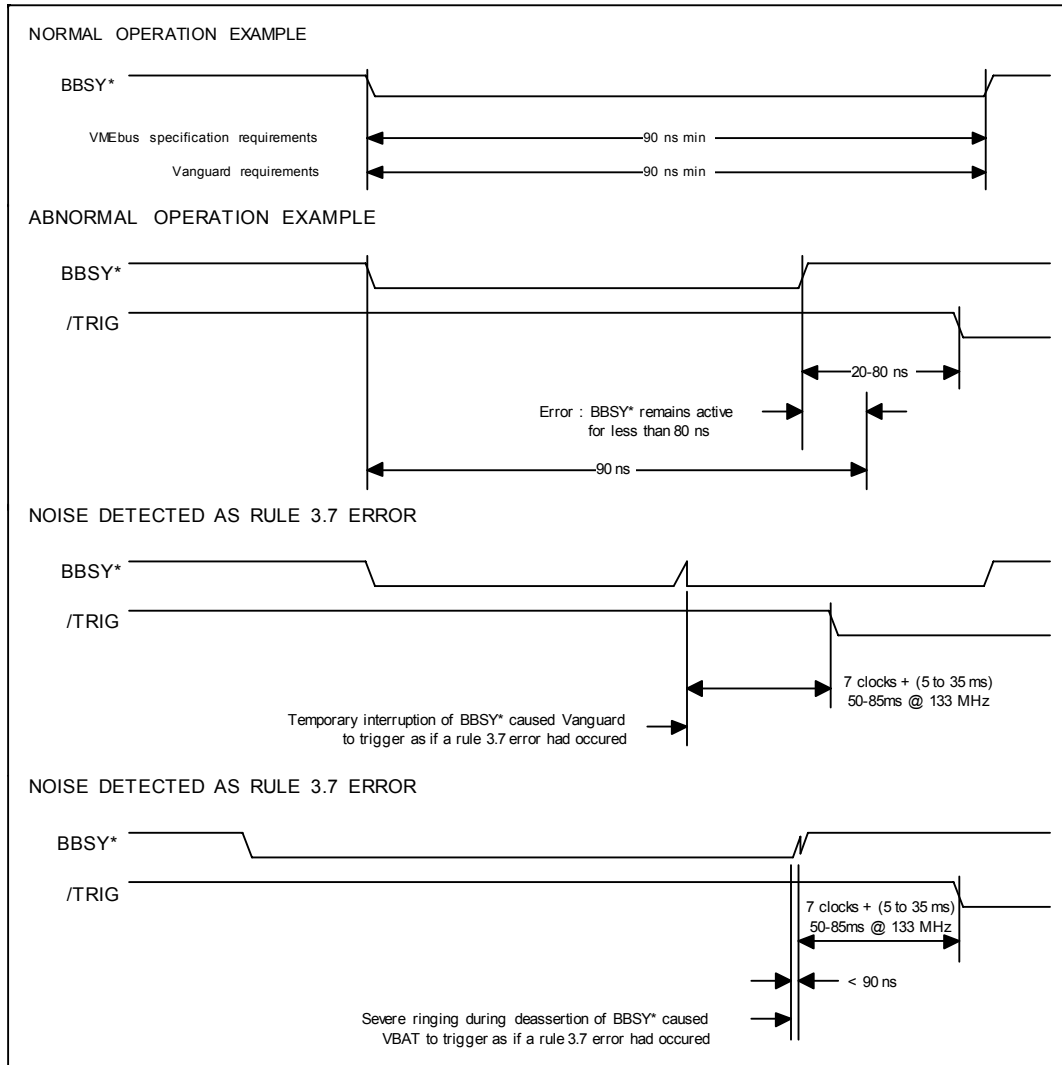 NORMAL OPERATION EXAMPLE
BBSY*
VMEbus specification requirements
90 ns min
Vanguard requirements
90 ns min
ABNORMAL OPERATION EXAMPLE
BBSY*
/TRIG
20-80 ns
Error : BBSY* remains active
for less than 80 ns
90 ns
NOISE DETECTED AS RULE 3.7 ERROR
BBSY*
/TRIG
7 clocks + (5 to 35 ms)
50-85ms @ 133 MHz
Temporary interruption of BBSY* caused Vanguard
to trigger as if a rule 3.7 error had occured
NOISE DETECTED AS RULE 3.7 ERROR
BBSY*
/TRIG
7 clocks + (5 to 35 ms)
50-85ms @ 133 MHz
< 90 ns
Severe ringing during deassertion of BBSY* caused
VBAT to trigger as if a rule 3.7 error had occured